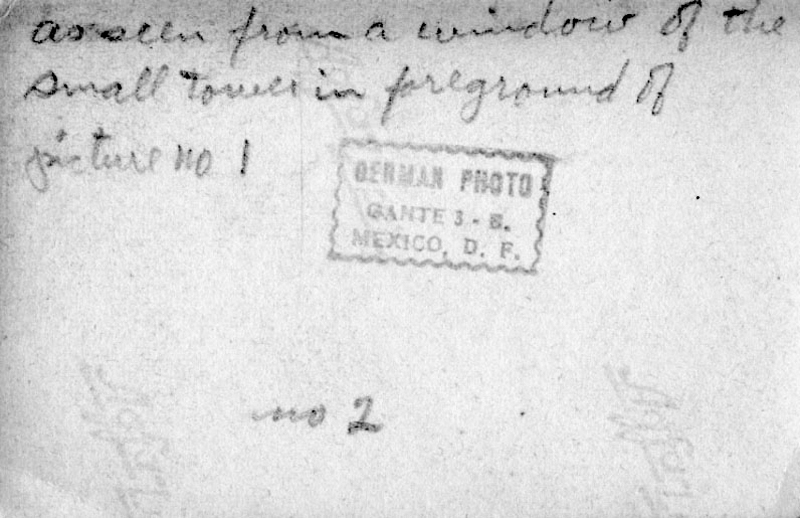 as seen from a window of the
small tower in foreground of
picture no 1
GERMAN PHOTO
GANTE 3 - B.
MEXICO, D. F.
no 2